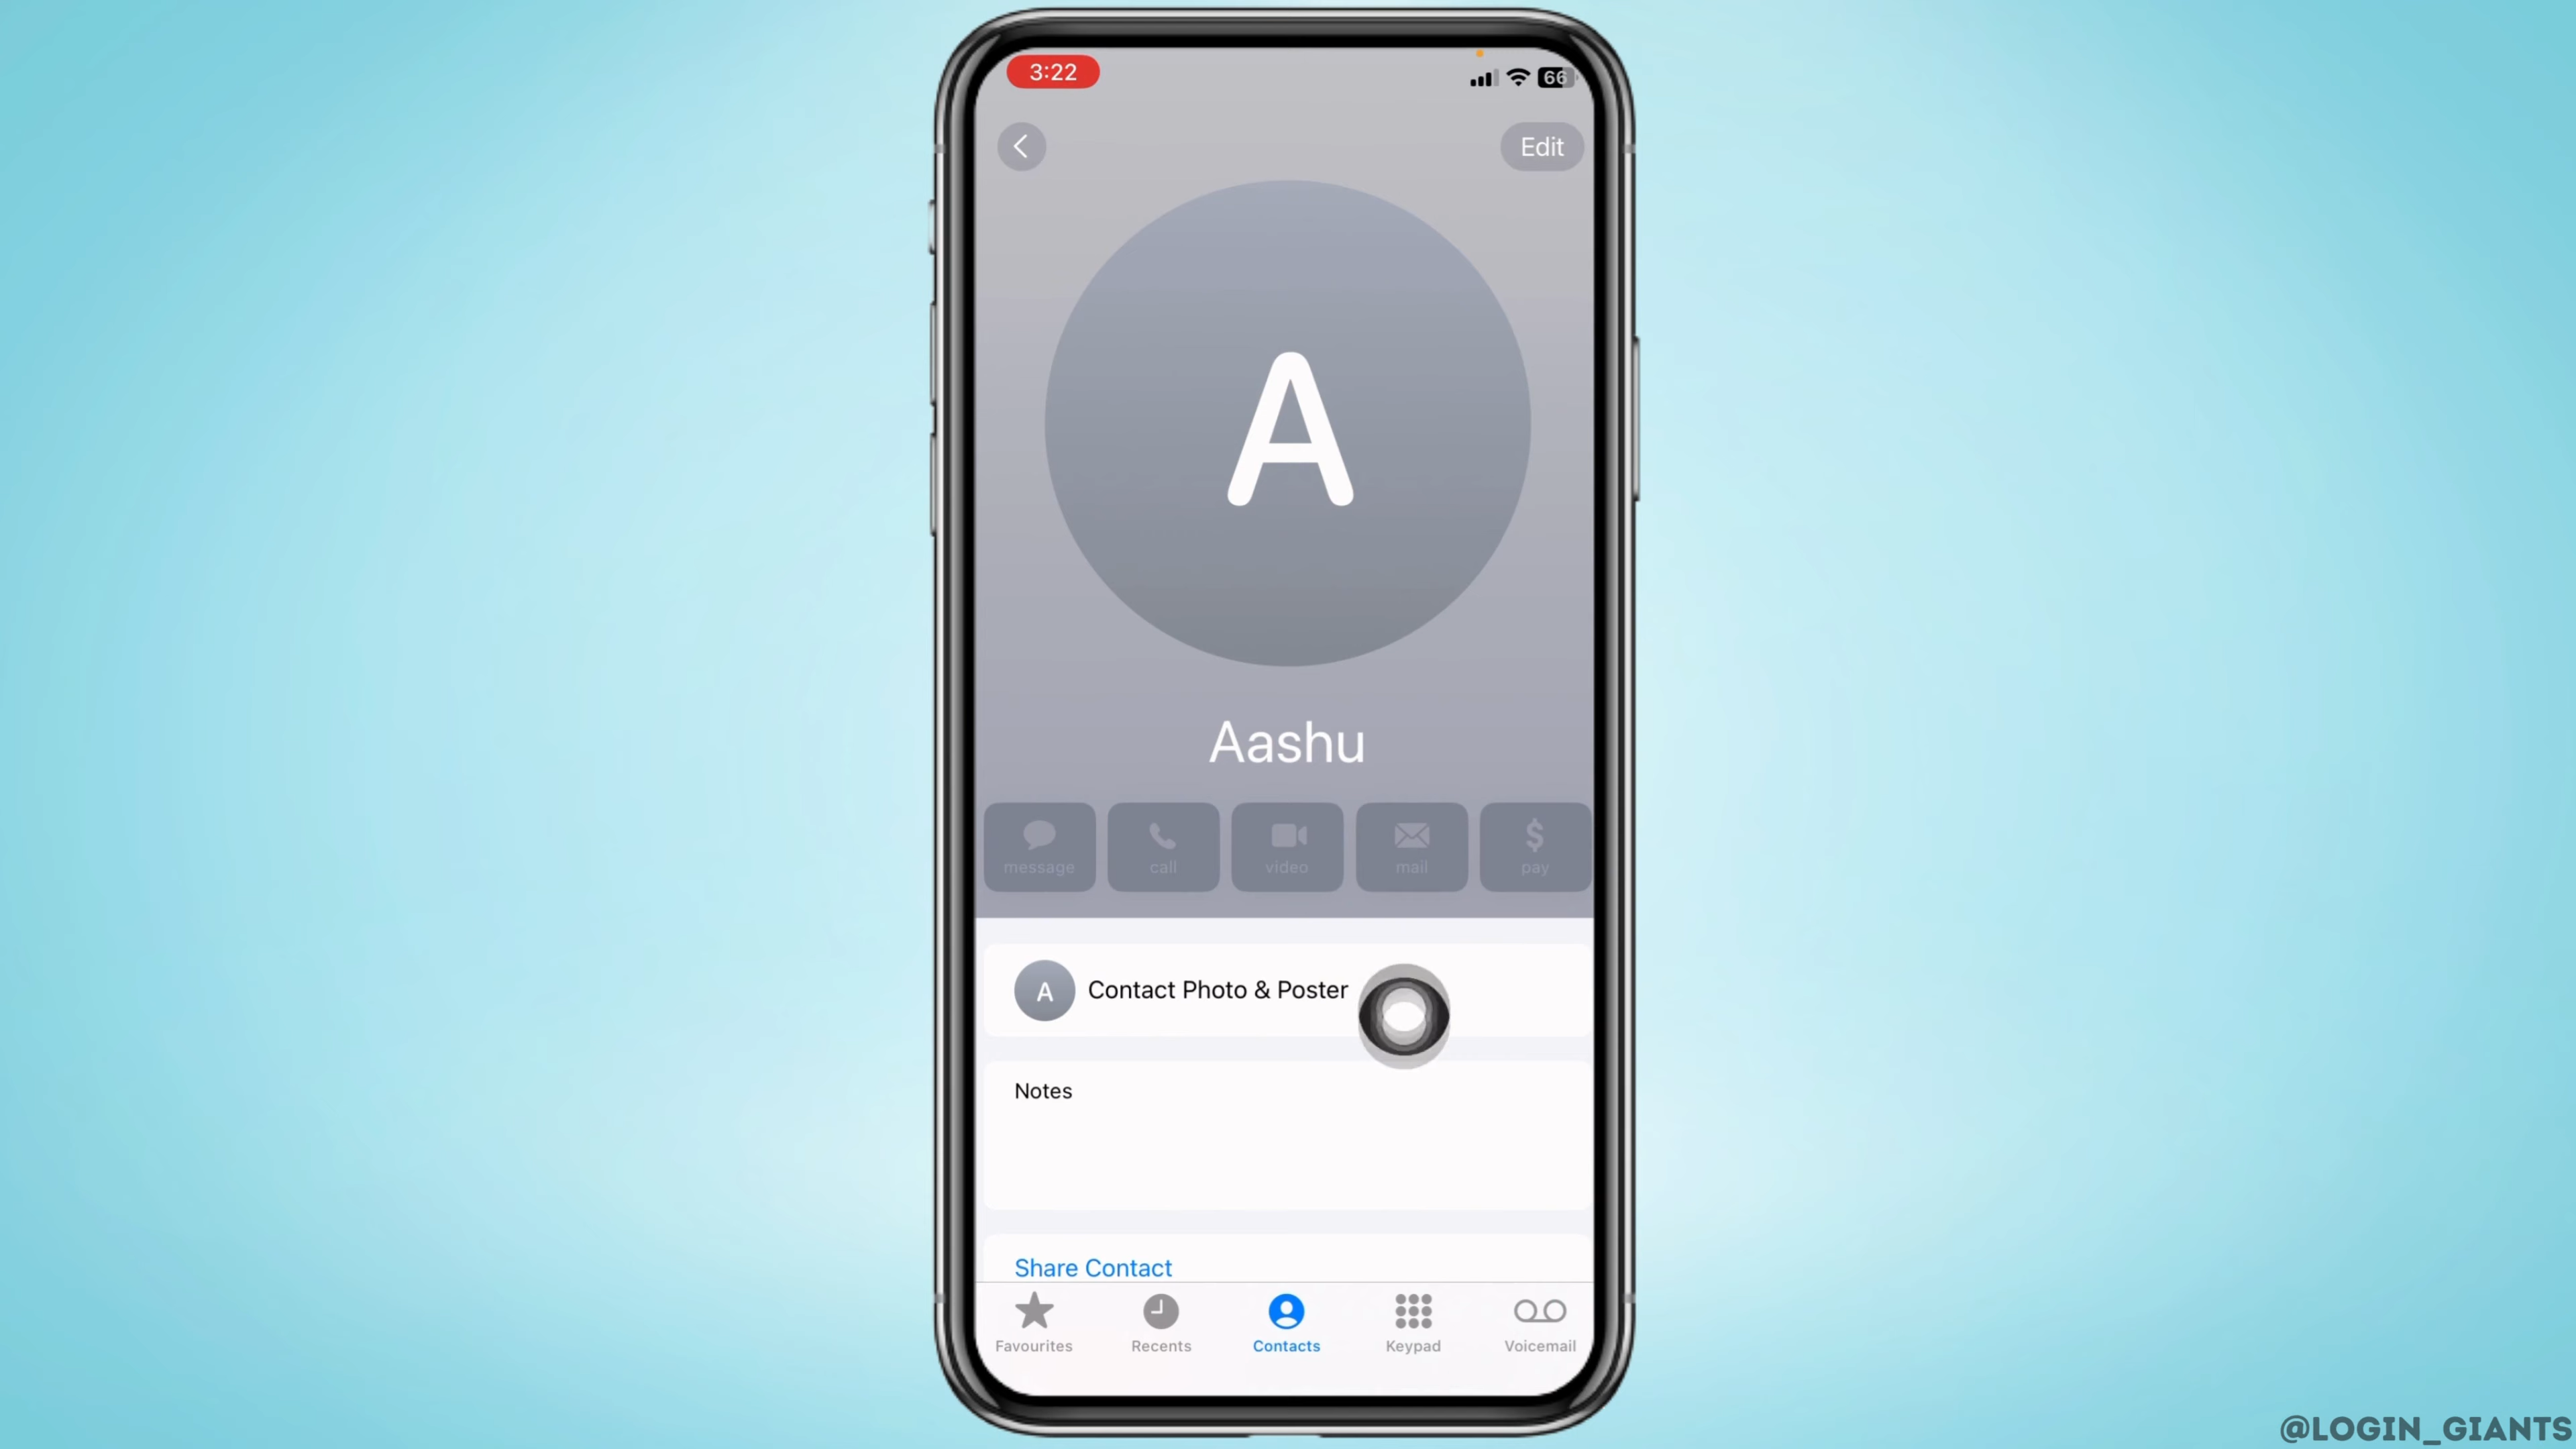 3:22
66
Edit
A
Aashu
message call video mail pay
A Contact Photo & Poster
Notes
Share Contact
Favourites Recents Contacts Keypad Voicemail
@LOGIN_GIANTS